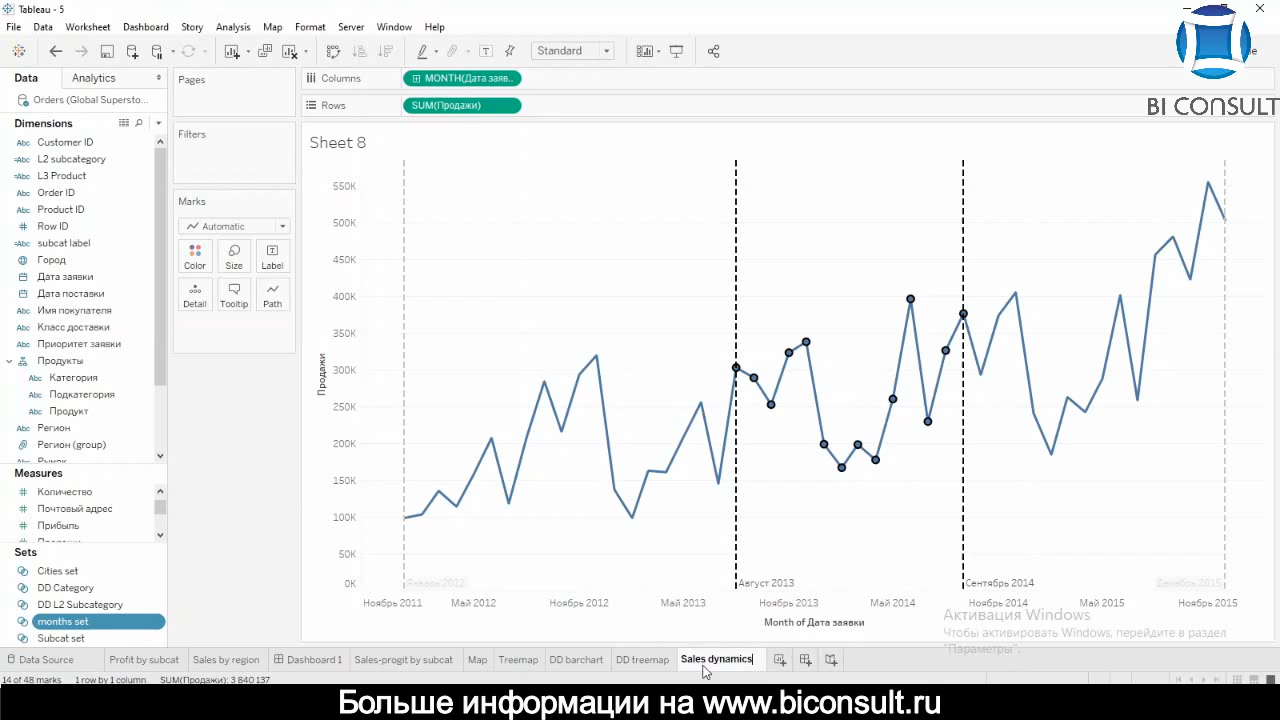 Tableau - 5
File Data Worksheet Dashboard Story Analysis Map Format Server Window Help
Standard
BI CONSULT
Data Analytics
Orders (Global Supersto...
Dimensions
Customer ID
L2 subcategory
L3 Product
Order ID
Product ID
Row ID
subcat label
Город
Дата заявки
Дата поставки
Имя покупателя
Класс доставки
Приоритет заявки
Продукты
Категория
Подкатегория
Продукт
Регион
Регион (group)
Measures
Количество
Почтовый адрес
Прибыль
Sets
Cities set
DD Category
DD L2 Subcategory
months set
Subcat set
Pages
Filters
Marks
Automatic
Color Size Label
Detail Tooltip Path
Columns MONTH(Дата заяв..
Rows SUM(Продажи)
Sheet 8
550K
500K
450K
400K
350K
300K
250K
200K
150K
100K
50K
0K
Продажи
Январь 2012 Август 2013 Сентябрь 2014
Ноябрь 2011 Май 2012 Ноябрь 2012 Май 2013 Ноябрь 2013 Май 2014 Ноябрь 2014 Май 2015 Ноябрь 2015
Month of Дата заявки
Активация Windows
Чтобы активировать Windows, перейдите в раздел
"Параметры".
Data Source Profit by subcat Sales by region Dashboard 1 Sales-progit by subcat Map Treemap DD barchart DD treemap Sales dynamics
14 of 48 marks 1 row by 1 column SUM(Продажи): 3 840 137
Больше информации на www.biconsult.ru